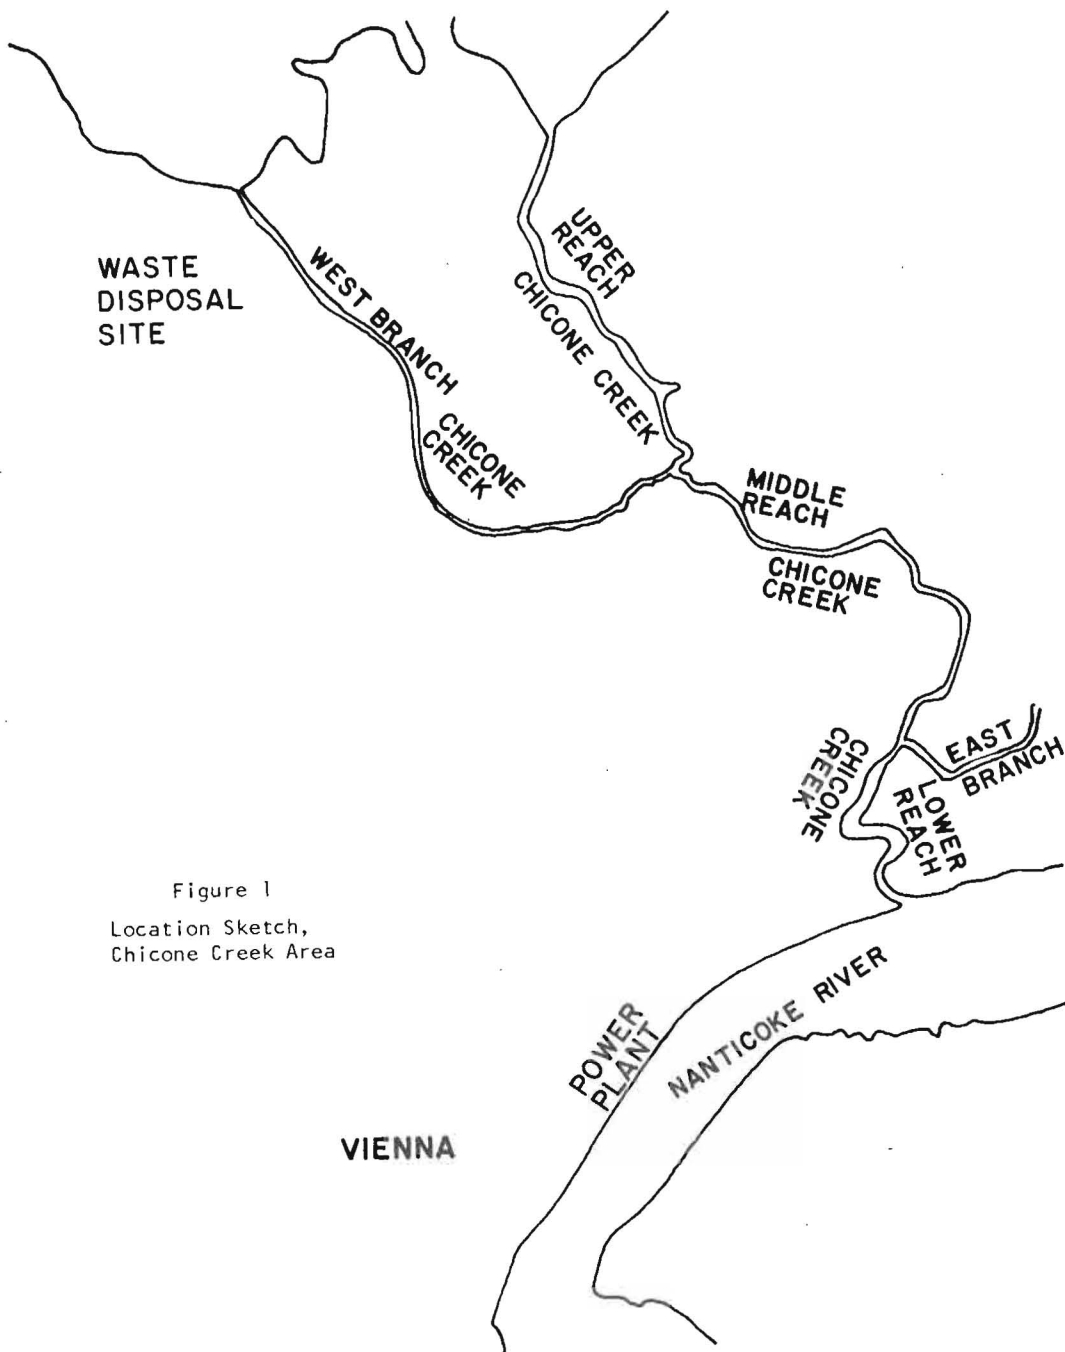 WASTE
DISPOSAL
SITE
WEST BRANCH
CHICONE
CREEK
UPPER
REACH
CHICONE CREEK
MIDDLE
REACH
CHICONE
CREEK
CHICONE
CREEK
EAST
BRANCH
LOWER
REACH
Figure 1
Location Sketch,
Chicone Creek Area
NANTICOKE RIVER
POWER
PLANT
VIENNA